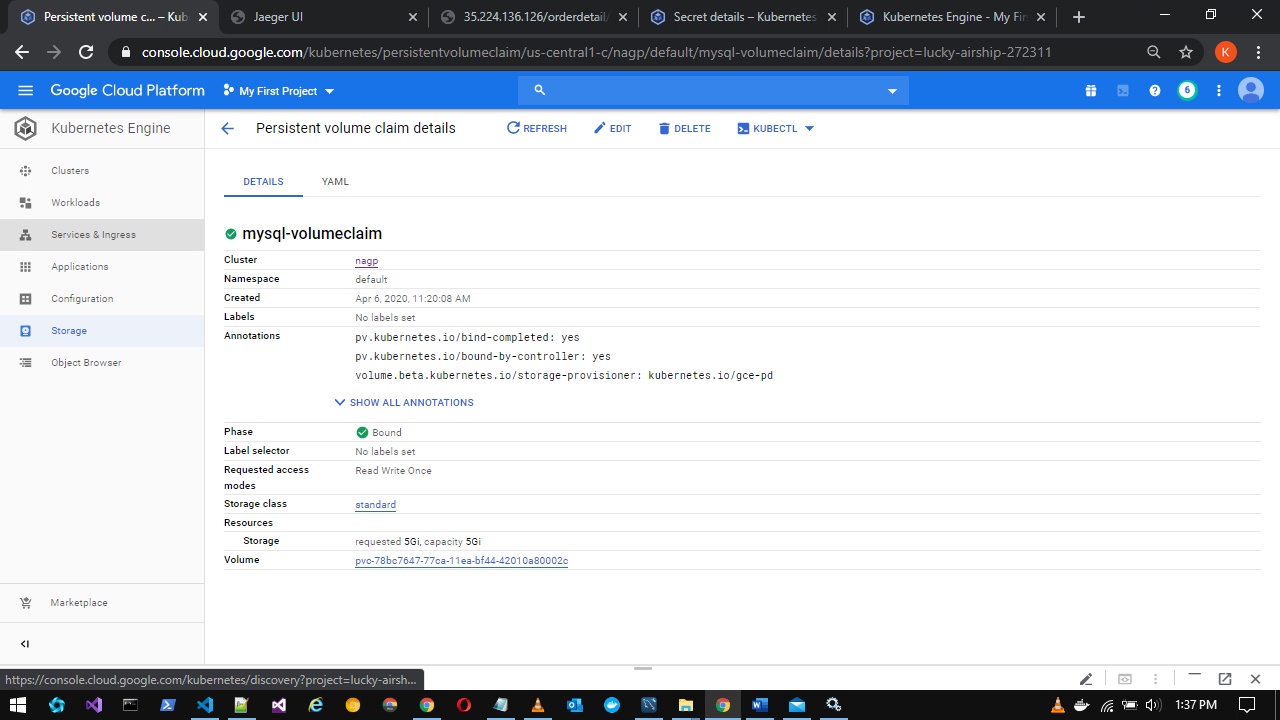 Persistent volume c... – Kub
Jaeger UI
35.224.136.126/orderdetail/
Secret details – Kubernetes
Kubernetes Engine - My Fir
console.cloud.google.com/kubernetes/persistentvolumeclaim/us-central1-c/nagp/default/mysql-volumeclaim/details?project=lucky-airship-272311
K
Google Cloud Platform
My First Project
6
Kubernetes Engine
Persistent volume claim details
REFRESH
EDIT
DELETE
KUBECTL
Clusters
Workloads
Services & Ingress
Applications
Configuration
Storage
Object Browser
Marketplace
DETAILS
YAML
mysql-volumeclaim
Cluster nagp
Namespace default
Created Apr 6, 2020, 11:20:08 AM
Labels No labels set
Annotations pv.kubernetes.io/bind-completed: yes
pv.kubernetes.io/bound-by-controller: yes
volume.beta.kubernetes.io/storage-provisioner: kubernetes.io/gce-pd
SHOW ALL ANNOTATIONS
Phase Bound
Label selector No labels set
Requested access modes Read Write Once
Storage class standard
Resources
Storage requested 5Gi, capacity 5Gi
Volume pvc-78bc7647-77ca-11ea-bf44-42010a80002c
https://console.cloud.google.com/kubernetes/discovery?project=lucky-airsh...
1:37 PM